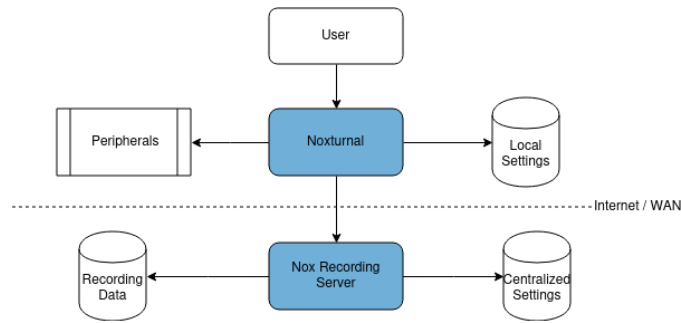 User
Peripherals
Noxturnal
Local
Settings
Internet / WAN
Recording
Data
Nox Recording
Server
Centralized
Settings